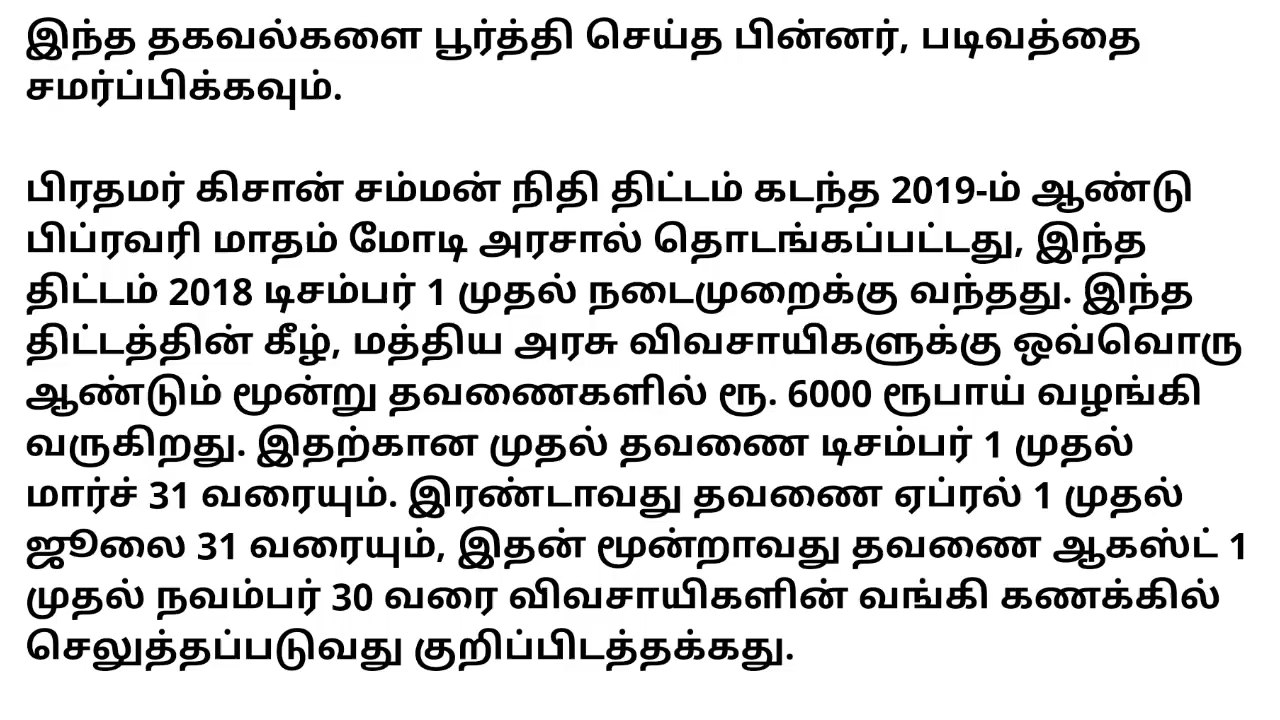 இந்த தகவல்களை பூர்த்தி செய்த பின்னர், படிவத்தை
சமர்ப்பிக்கவும்.
பிரதமர் கிசான் சம்மன் நிதி திட்டம் கடந்த 2019-ம் ஆண்டு
பிப்ரவரி மாதம் மோடி அரசால் தொடங்கப்பட்டது, இந்த
திட்டம் 2018 டிசம்பர் 1 முதல் நடைமுறைக்கு வந்தது. இந்த
திட்டத்தின் கீழ், மத்திய அரசு விவசாயிகளுக்கு ஒவ்வொரு
ஆண்டும் மூன்று தவணைகளில் ரூ. 6000 ரூபாய் வழங்கி
வருகிறது. இதற்கான முதல் தவணை டிசம்பர் 1 முதல்
மார்ச் 31 வரையும். இரண்டாவது தவணை ஏப்ரல் 1 முதல்
ஜூலை 31 வரையும், இதன் மூன்றாவது தவணை ஆகஸ்ட் 1
முதல் நவம்பர் 30 வரை விவசாயிகளின் வங்கி கணக்கில்
செலுத்தப்படுவது குறிப்பிடத்தக்கது.